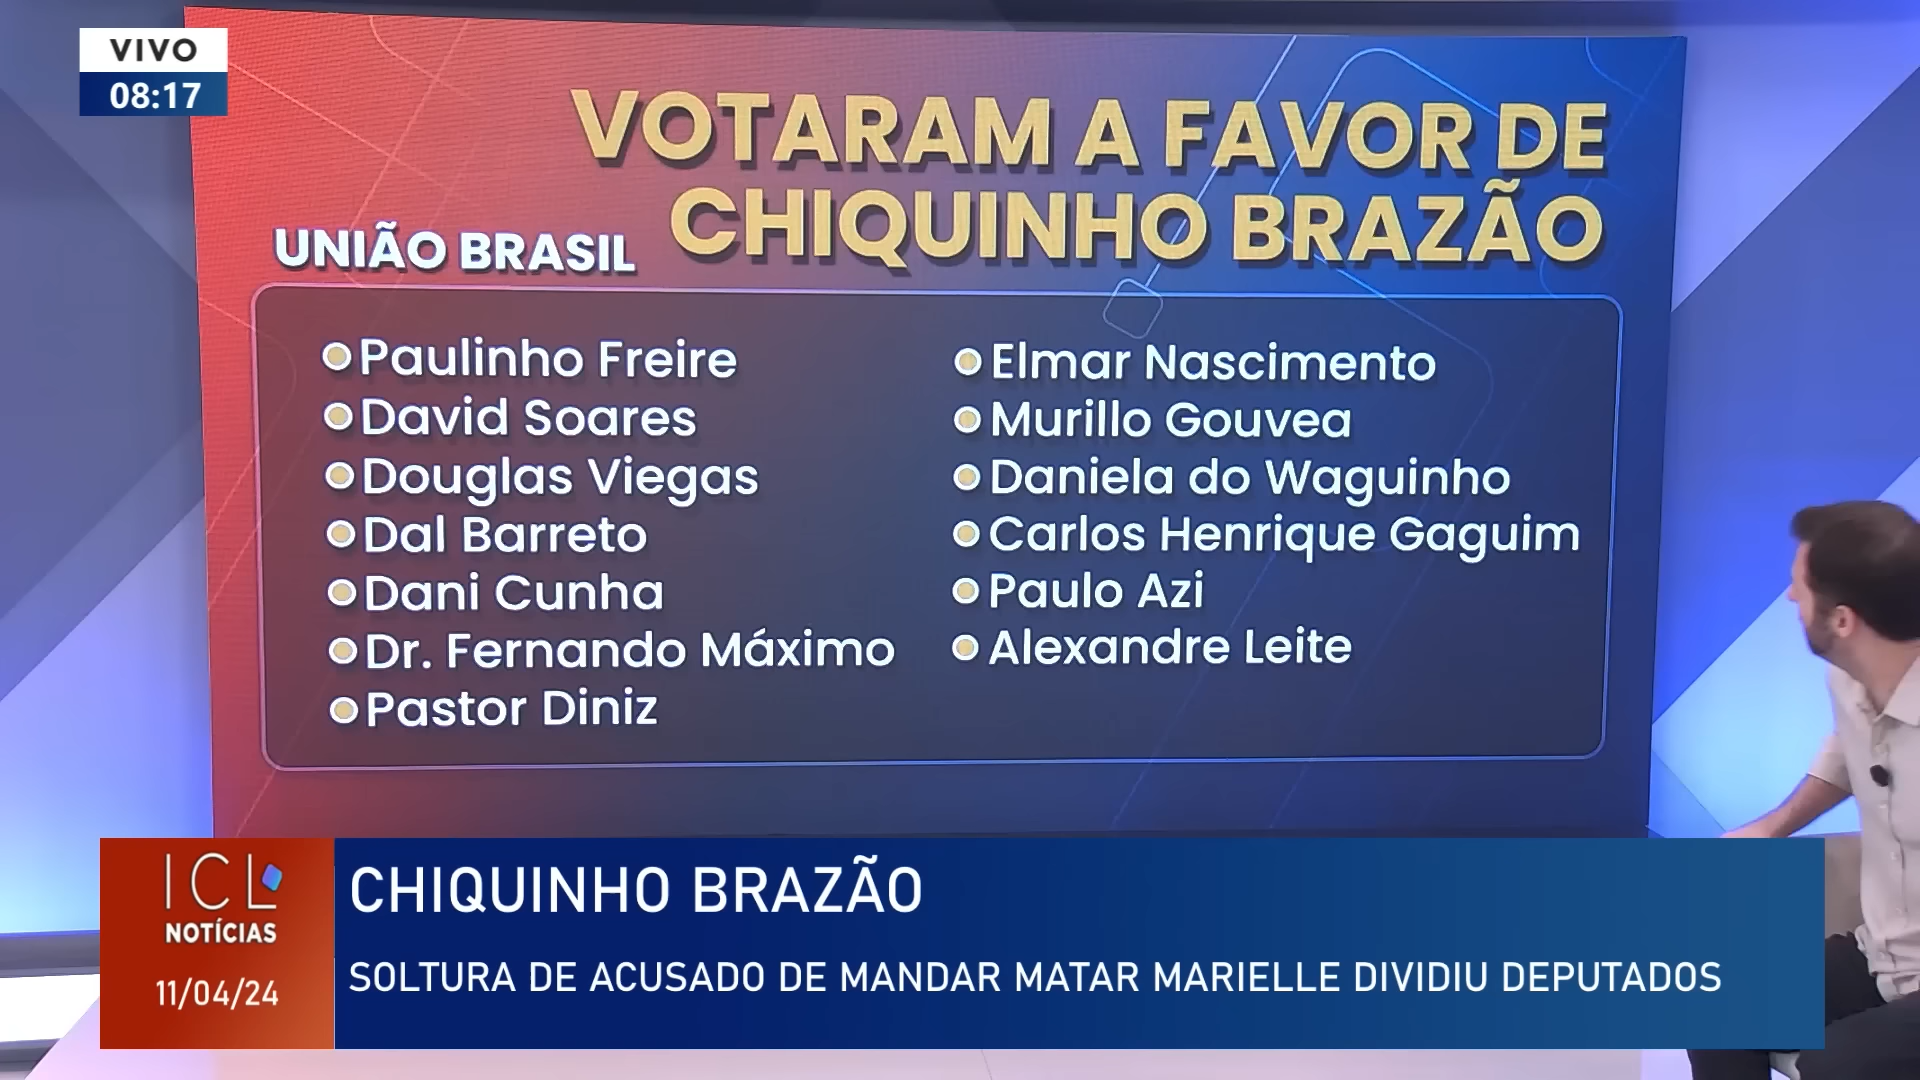 VIVO
08:17
VOTARAM A FAVOR DE
CHIQUINHO BRAZÃO
UNIÃO BRASIL
Paulinho Freire
David Soares
Douglas Viegas
Dal Barreto
Dani Cunha
Dr. Fernando Máximo
Pastor Diniz
Elmar Nascimento
Murillo Gouvea
Daniela do Waguinho
Carlos Henrique Gaguim
Paulo Azi
Alexandre Leite
ICL
NOTÍCIAS
11/04/24
CHIQUINHO BRAZÃO
SOLTURA DE ACUSADO DE MANDAR MATAR MARIELLE DIVIDIU DEPUTADOS